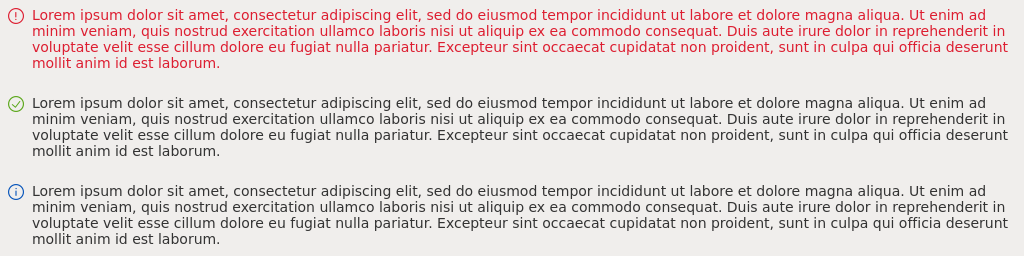 Lorem ipsum dolor sit amet, consectetur adipiscing elit, sed do eiusmod tempor incididunt ut labore et dolore magna aliqua. Ut enim ad
minim veniam, quis nostrud exercitation ullamco laboris nisi ut aliquip ex ea commodo consequat. Duis aute irure dolor in reprehenderit in
voluptate velit esse cillum dolore eu fugiat nulla pariatur. Excepteur sint occaecat cupidatat non proident, sunt in culpa qui officia deserunt
mollit anim id est laborum.
Lorem ipsum dolor sit amet, consectetur adipiscing elit, sed do eiusmod tempor incididunt ut labore et dolore magna aliqua. Ut enim ad
minim veniam, quis nostrud exercitation ullamco laboris nisi ut aliquip ex ea commodo consequat. Duis aute irure dolor in reprehenderit in
voluptate velit esse cillum dolore eu fugiat nulla pariatur. Excepteur sint occaecat cupidatat non proident, sunt in culpa qui officia deserunt
mollit anim id est laborum.
Lorem ipsum dolor sit amet, consectetur adipiscing elit, sed do eiusmod tempor incididunt ut labore et dolore magna aliqua. Ut enim ad
minim veniam, quis nostrud exercitation ullamco laboris nisi ut aliquip ex ea commodo consequat. Duis aute irure dolor in reprehenderit in
voluptate velit esse cillum dolore eu fugiat nulla pariatur. Excepteur sint occaecat cupidatat non proident, sunt in culpa qui officia deserunt
mollit anim id est laborum.